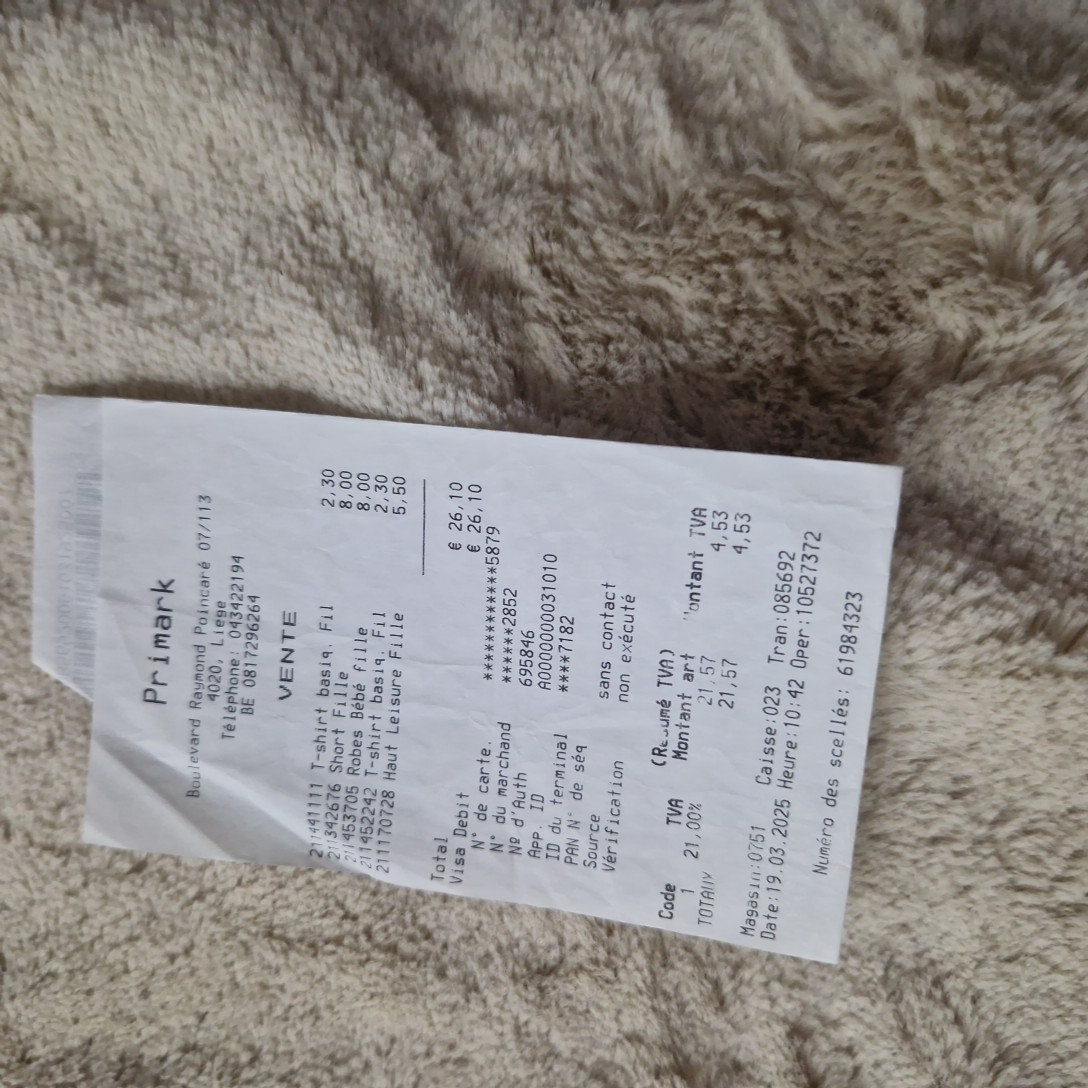 Primark
Boulevard Raymond Poincaré 07/113
4020, Liege
Téléphone: 043422194
BE 0817296264
VENTE
211441111 T-shirt basiq. Fil 2,30
211342676 Short Fille 8,00
211453705 Robes Bébé fille 8,00
211452242 T-shirt basiq. Fil 2,30
211170728 Haut Leisure Fille 5,50
Total € 26,10
Visa Debit € 26,10
N° de carte. ************5879
N° du marchand ******2852
Nº d'Auth 695846
App. ID A0000000031010
ID du terminal ****7182
PAN N° de séq
Source sans contact
Vérification non exécuté
(Résumé TVA)
Code TVA Montant art ontant TVA
1 21,00% 21,57 4,53
TOTAL 21,57 4,53
Magasin:0751 Caisse:023 Tran:085692
Date:19.03.2025 Heure:10:42 Oper:10527372
Numéro des scellés: 61984323